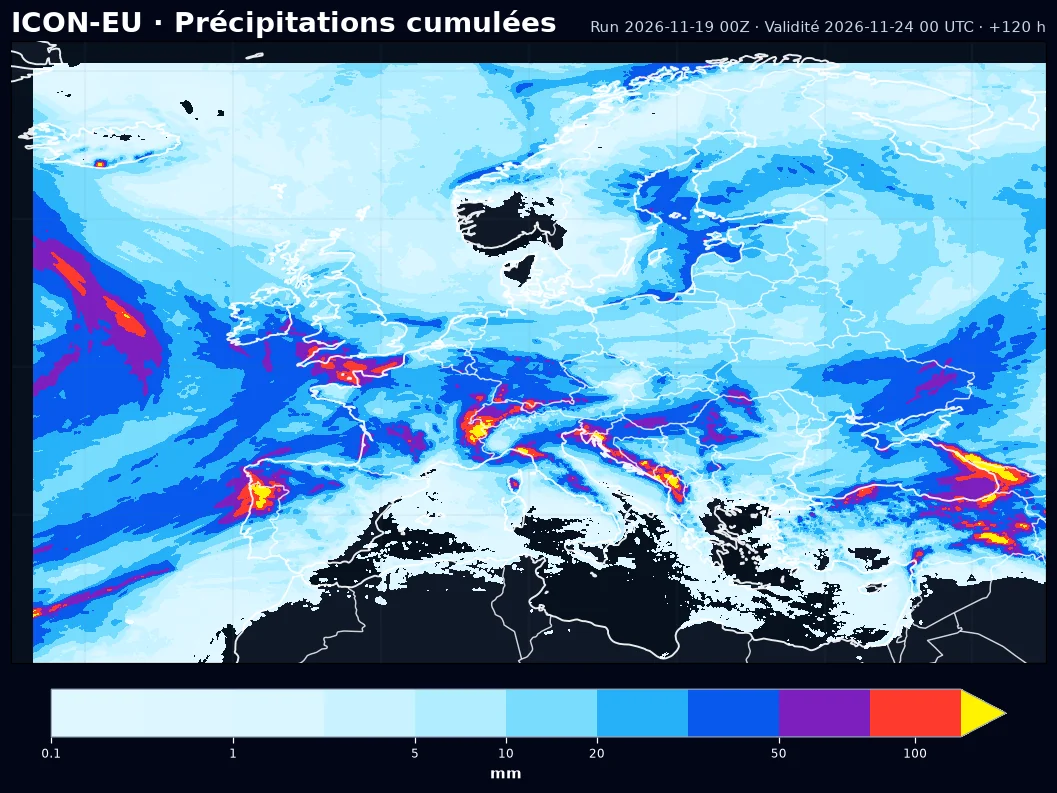 ICON-EU · Précipitations cumulées
Run 2026-11-19 00Z · Validité 2026-11-24 00 UTC · +120 h
0.1 1 5 10 20 50 100
mm